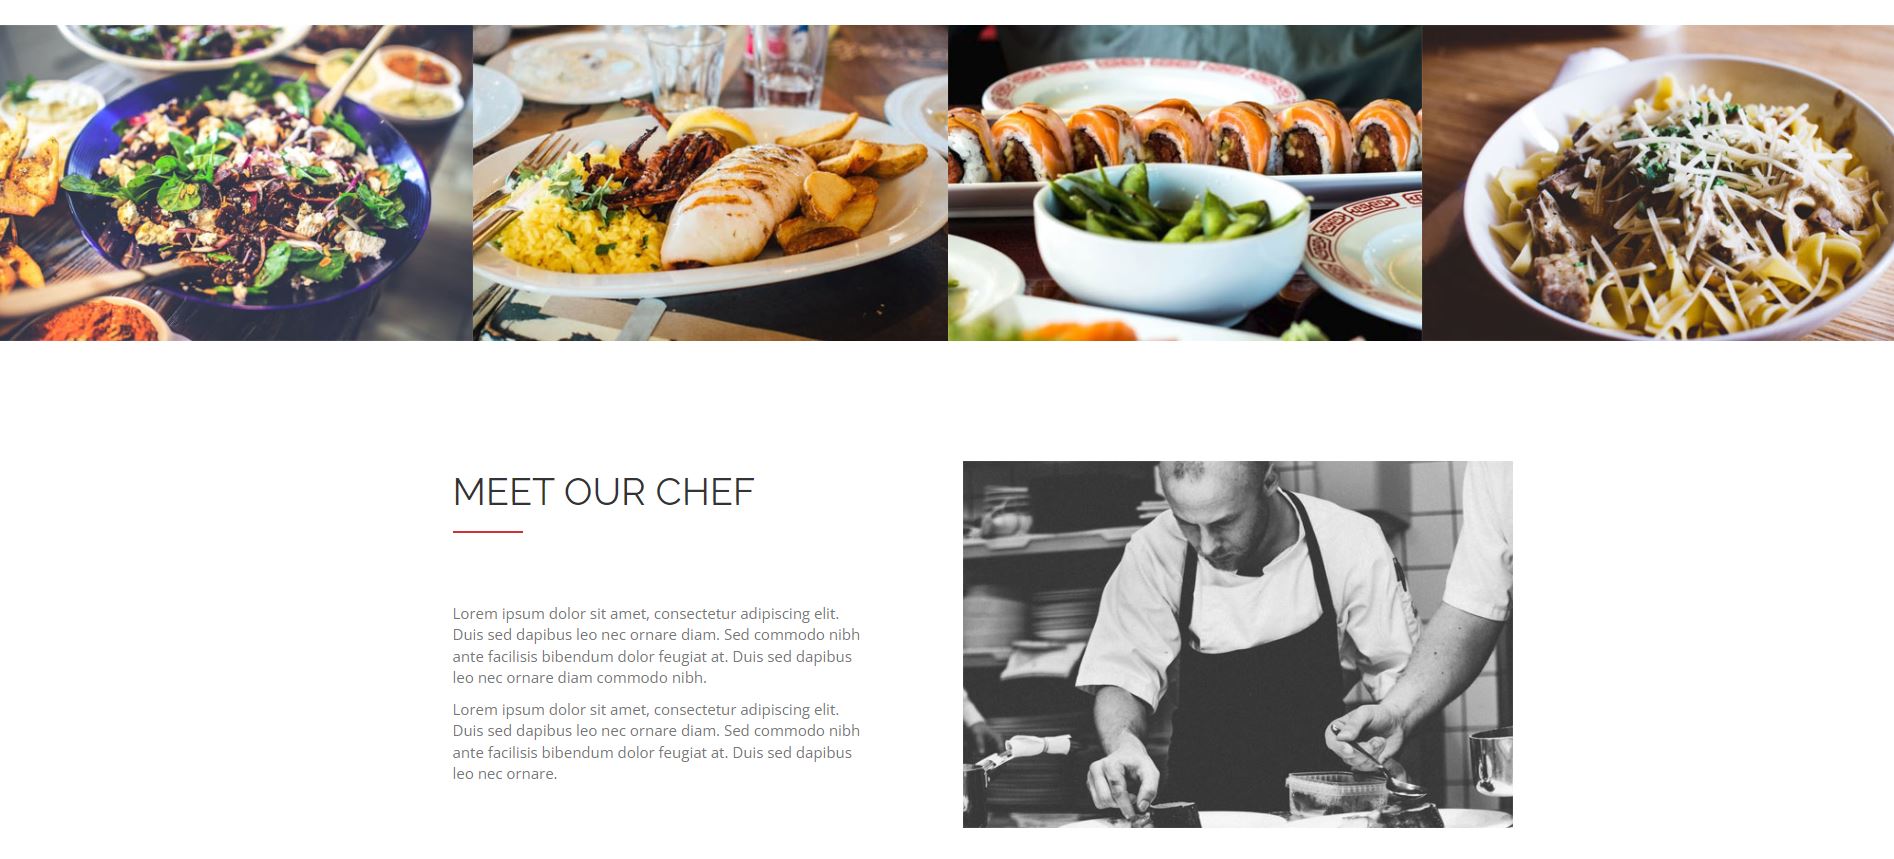 MEET OUR CHEF
Lorem ipsum dolor sit amet, consectetur adipiscing elit.
Duis sed dapibus leo nec ornare diam. Sed commodo nibh
ante facilisis bibendum dolor feugiat at. Duis sed dapibus
leo nec ornare diam commodo nibh.
Lorem ipsum dolor sit amet, consectetur adipiscing elit.
Duis sed dapibus leo nec ornare diam. Sed commodo nibh
ante facilisis bibendum dolor feugiat at. Duis sed dapibus
leo nec ornare.